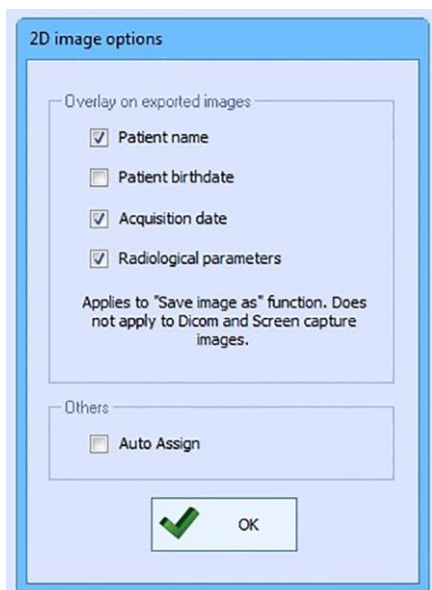 2D image options
Overlay on exported images
Patient name
Patient birthdate
Acquisition date
Radiological parameters
Applies to "Save image as" function. Does
not apply to Dicom and Screen capture
images.
Others
Auto Assign
OK